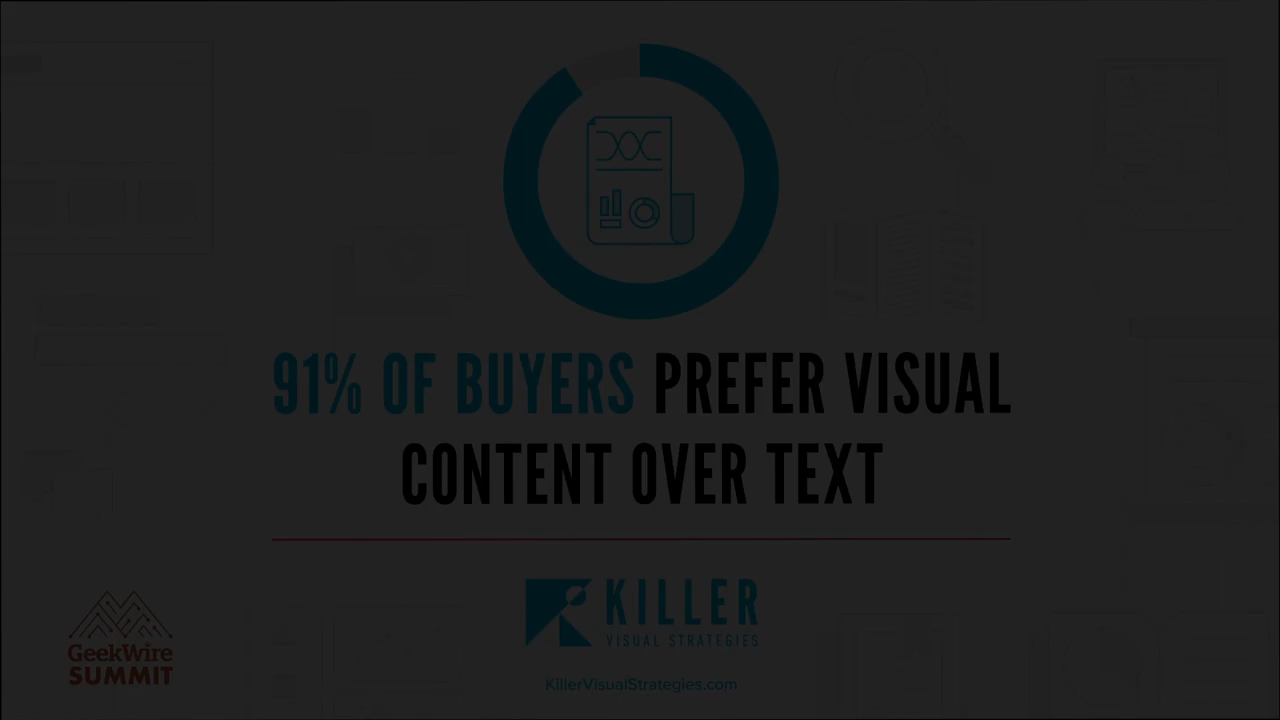 91% OF BUYERS PREFER VISUAL
CONTENT OVER TEXT
KILLER
VISUAL STRATEGIES
KillerVisualStrategies.com
GeekWire
SUMMIT